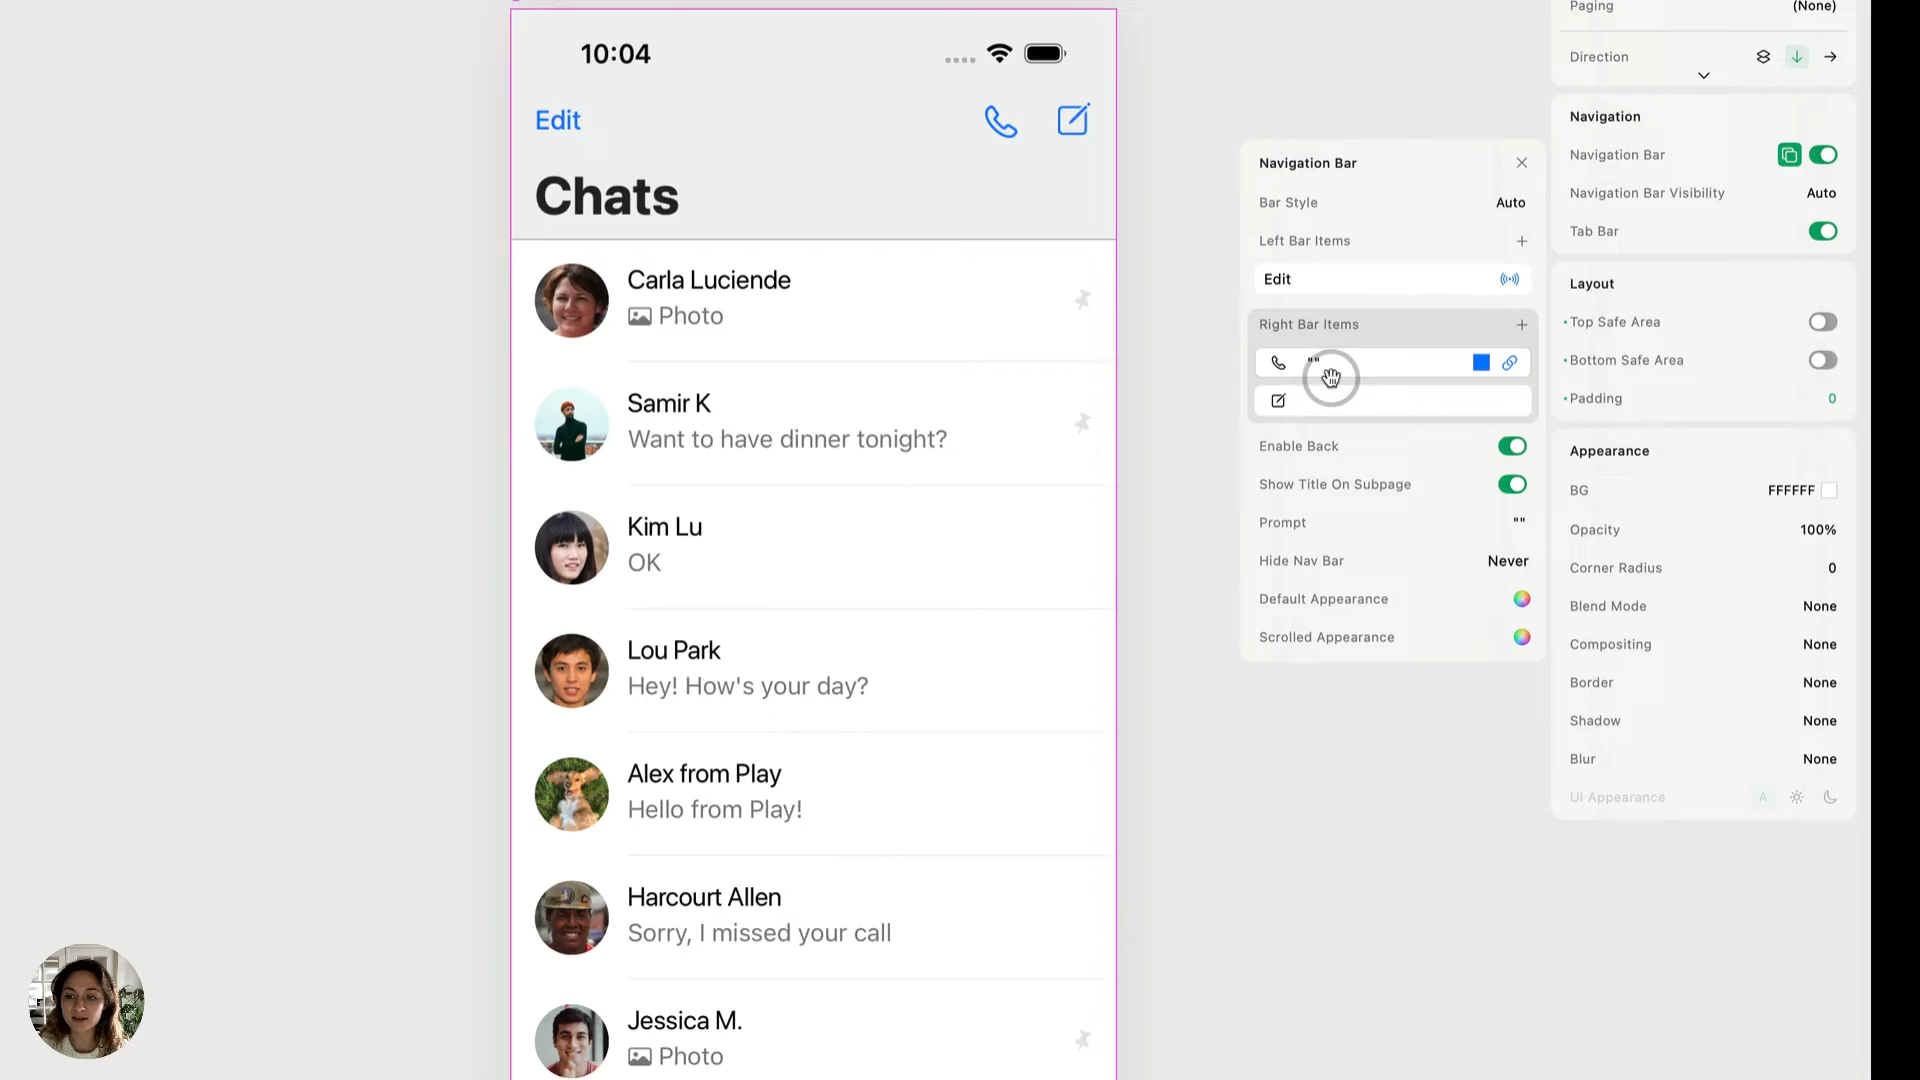 10:04
Edit
Chats
Carla Luciende
Photo
Samir K
Want to have dinner tonight?
Kim Lu
OK
Lou Park
Hey! How's your day?
Alex from Play
Hello from Play!
Harcourt Allen
Sorry, I missed your call
Jessica M.
Photo
Navigation Bar
Bar Style Auto
Left Bar Items
Edit
Right Bar Items
""
Enable Back
Show Title On Subpage
Prompt ""
Hide Nav Bar Never
Default Appearance
Scrolled Appearance
Paging (None)
Direction
Navigation
Navigation Bar
Navigation Bar Visibility Auto
Tab Bar
Layout
Top Safe Area
Bottom Safe Area
Padding 0
Appearance
BG FFFFFF
Opacity 100%
Corner Radius 0
Blend Mode None
Compositing None
Border None
Shadow None
Blur None
UI Appearance A